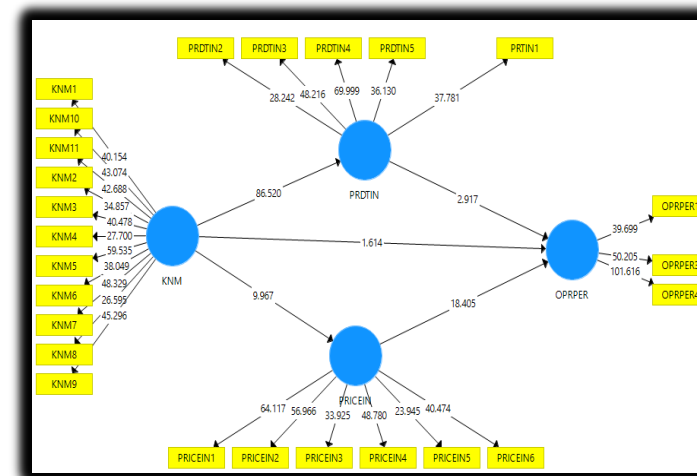 PRDTIN2 PRDTIN3 PRDTIN4 PRDTIN5 PRTIN1
28.242 48.216 69.999 36.130 37.781
KNM1
KNM10
KNM11
KNM2
KNM3
KNM4
KNM5
KNM6
KNM7
KNM8
KNM9
40.154
43.074
42.688
34.857
40.478
27.700
59.535
38.049
48.329
26.595
45.296
KNM
86.520
PRDTIN
2.917
1.614
9.967
18.405
OPRPER
39.699
50.205
101.616
OPRPER1
OPRPER3
OPRPER4
PRICEIN
64.117 56.966 33.925 48.780 23.945 40.474
PRICEIN1 PRICEIN2 PRICEIN3 PRICEIN4 PRICEIN5 PRICEIN6